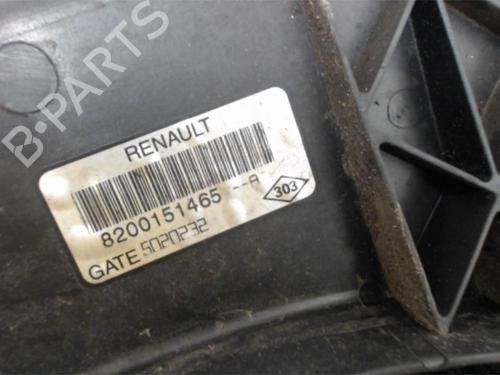 B-PARTS
RENAULT
8200151465 --A
303
GATE 5020232